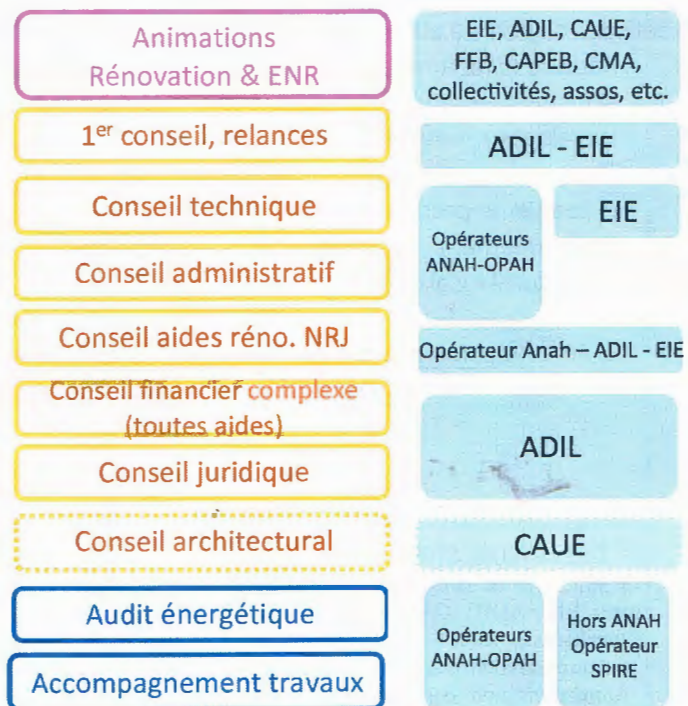 Animations
Rénovation & ENR
EIE, ADIL, CAUE,
FFB, CAPEB, CMA,
collectivités, assos, etc.
1er conseil, relances
ADIL - EIE
Conseil technique
EIE
Opérateurs
ANAH-OPAH
Conseil administratif
Conseil aides réno. NRJ
Opérateur Anah – ADIL - EIE
Conseil financier complexe
(toutes aides)
ADIL
Conseil juridique
Conseil architectural
CAUE
Audit énergétique
Accompagnement travaux
Opérateurs
ANAH-OPAH
Hors ANAH
Opérateur
SPIRE